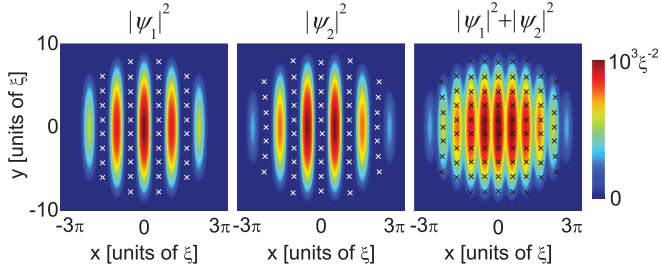 |ψ₁|² |ψ₂|² |ψ₁|²+|ψ₂|²
10
0
-10
y [units of ξ]
-3π 0 3π -3π 0 3π -3π 0 3π
x [units of ξ] x [units of ξ] x [units of ξ]
10³ξ⁻²
0